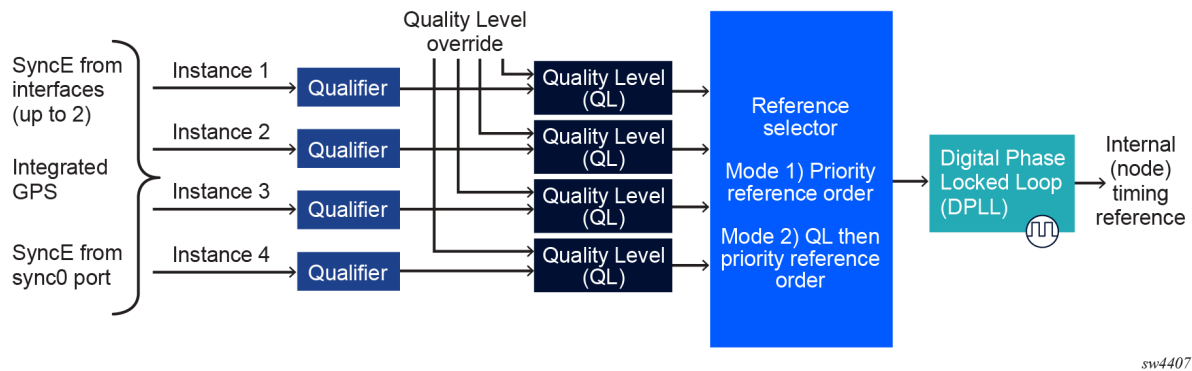 SyncE from
interfaces
(up to 2)
Integrated
GPS
SyncE from
sync0 port
Instance 1
Instance 2
Instance 3
Instance 4
Qualifier
Qualifier
Qualifier
Qualifier
Quality Level
override
Quality Level
(QL)
Quality Level
(QL)
Quality Level
(QL)
Quality Level
(QL)
Reference
selector
Mode 1) Priority
reference order
Mode 2) QL then
priority reference
order
Digital Phase
Locked Loop
(DPLL)
Internal
(node)
timing
reference
sw4407